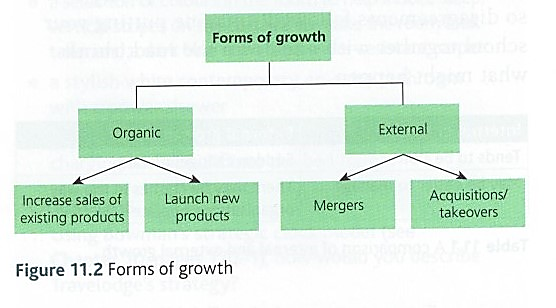 Forms of growth
Organic
External
Increase sales of
existing products
Launch new
products
Mergers
Acquisitions/
takeovers
Figure 11.2 Forms of growth